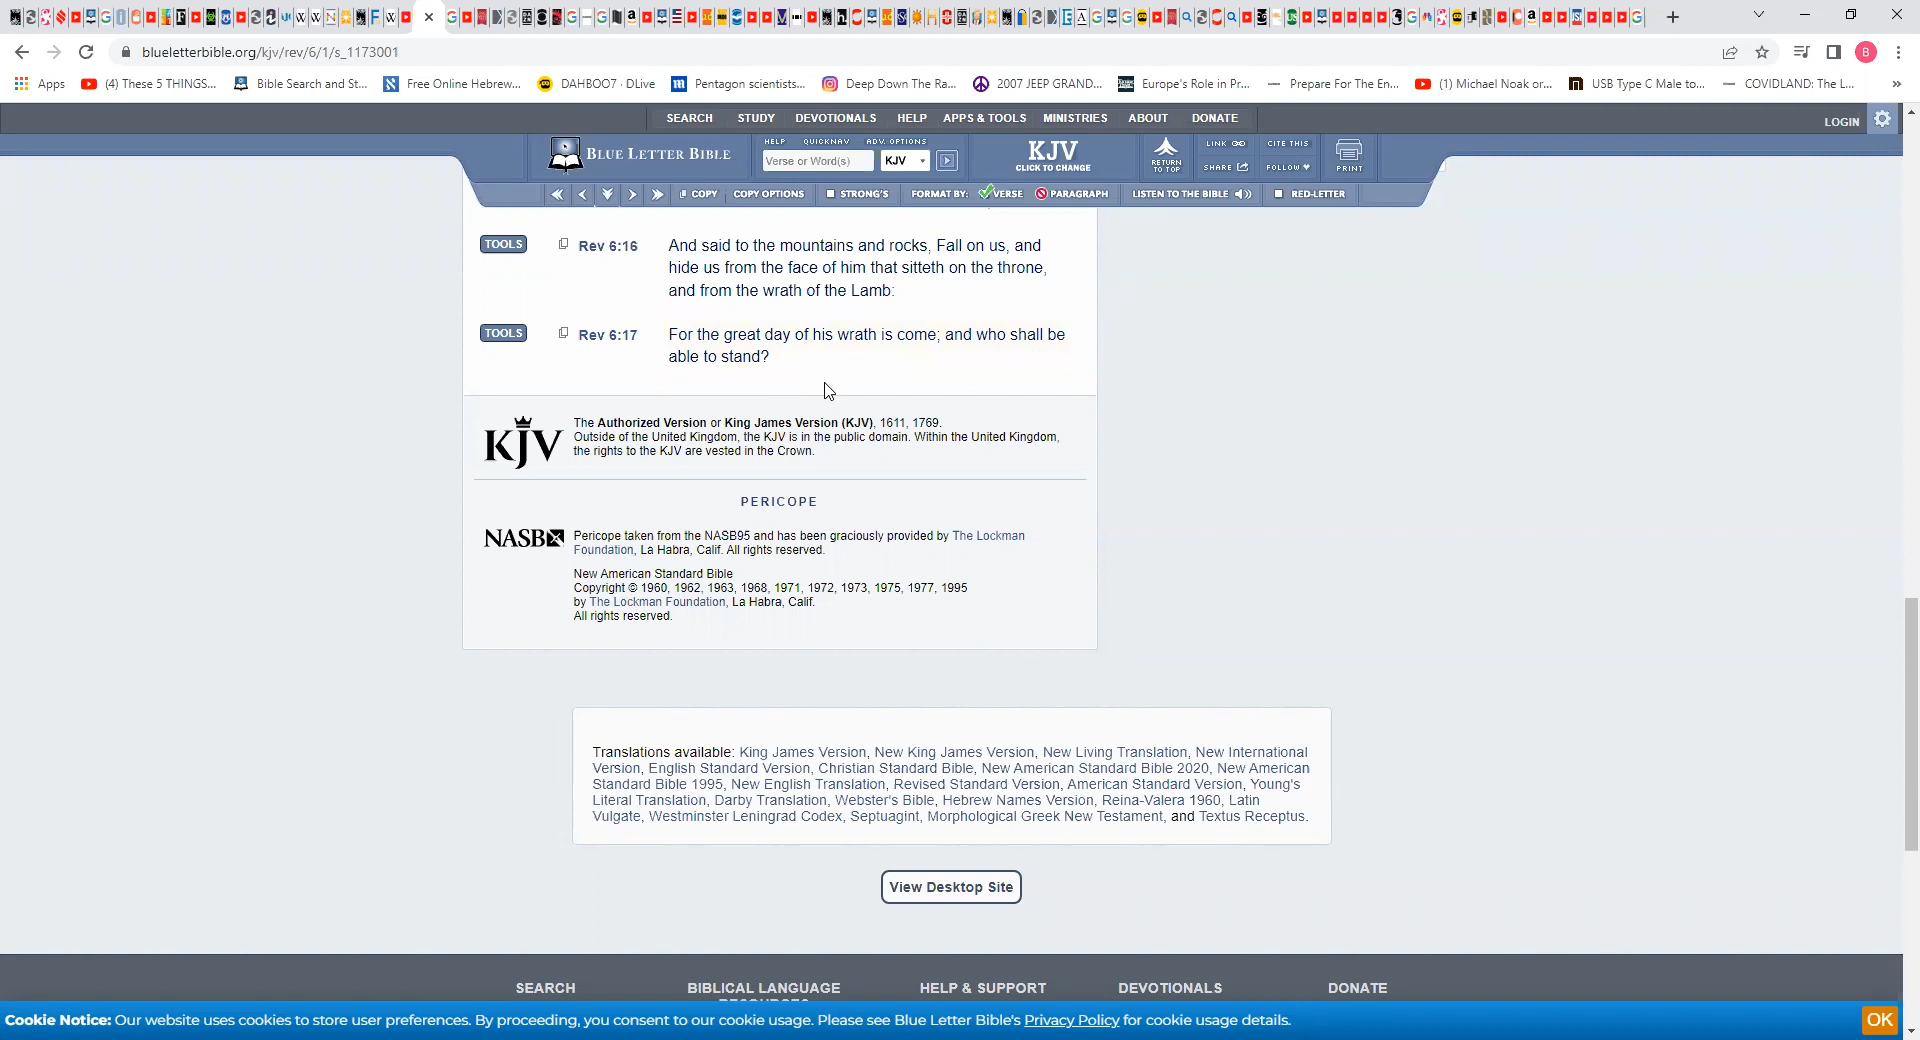 blueletterbible.org/kjv/rev/6/1/s_1173001
B
Apps
(4) These 5 THINGS...
Bible Search and St...
Free Online Hebrew...
DAHBOO7 · DLive
Pentagon scientists...
Deep Down The Ra...
2007 JEEP GRAND...
Europe's Role in Pr...
Prepare For The En...
(1) Michael Noak or...
USB Type C Male to...
COVIDLAND: The L...
SEARCH STUDY DEVOTIONALS HELP APPS & TOOLS MINISTRIES ABOUT DONATE
LOGIN
BLUE LETTER BIBLE
HELP QUICKNAV ADV. OPTIONS
Verse or Word(s) KJV
KJV
CLICK TO CHANGE
RETURN
TO TOP
LINK
CITE THIS
SHARE
FOLLOW
PRINT
COPY COPY OPTIONS STRONG'S FORMAT BY: VERSE PARAGRAPH LISTEN TO THE BIBLE RED-LETTER
TOOLS Rev 6:16 And said to the mountains and rocks, Fall on us, and
hide us from the face of him that sitteth on the throne,
and from the wrath of the Lamb:
TOOLS Rev 6:17 For the great day of his wrath is come; and who shall be
able to stand?
KJV
The Authorized Version or King James Version (KJV), 1611, 1769.
Outside of the United Kingdom, the KJV is in the public domain. Within the United Kingdom,
the rights to the KJV are vested in the Crown.
PERICOPE
NASB
Pericope taken from the NASB95 and has been graciously provided by The Lockman
Foundation, La Habra, Calif. All rights reserved.
New American Standard Bible
Copyright © 1960, 1962, 1963, 1968, 1971, 1972, 1973, 1975, 1977, 1995
by The Lockman Foundation, La Habra, Calif.
All rights reserved.
Translations available: King James Version, New King James Version, New Living Translation, New International
Version, English Standard Version, Christian Standard Bible, New American Standard Bible 2020, New American
Standard Bible 1995, New English Translation, Revised Standard Version, American Standard Version, Young's
Literal Translation, Darby Translation, Webster's Bible, Hebrew Names Version, Reina-Valera 1960, Latin
Vulgate, Westminster Leningrad Codex, Septuagint, Morphological Greek New Testament, and Textus Receptus.
View Desktop Site
SEARCH
BIBLICAL LANGUAGE
RESOURCES
HELP & SUPPORT
DEVOTIONALS
DONATE
Cookie Notice: Our website uses cookies to store user preferences. By proceeding, you consent to our cookie usage. Please see Blue Letter Bible's Privacy Policy for cookie usage details.
OK